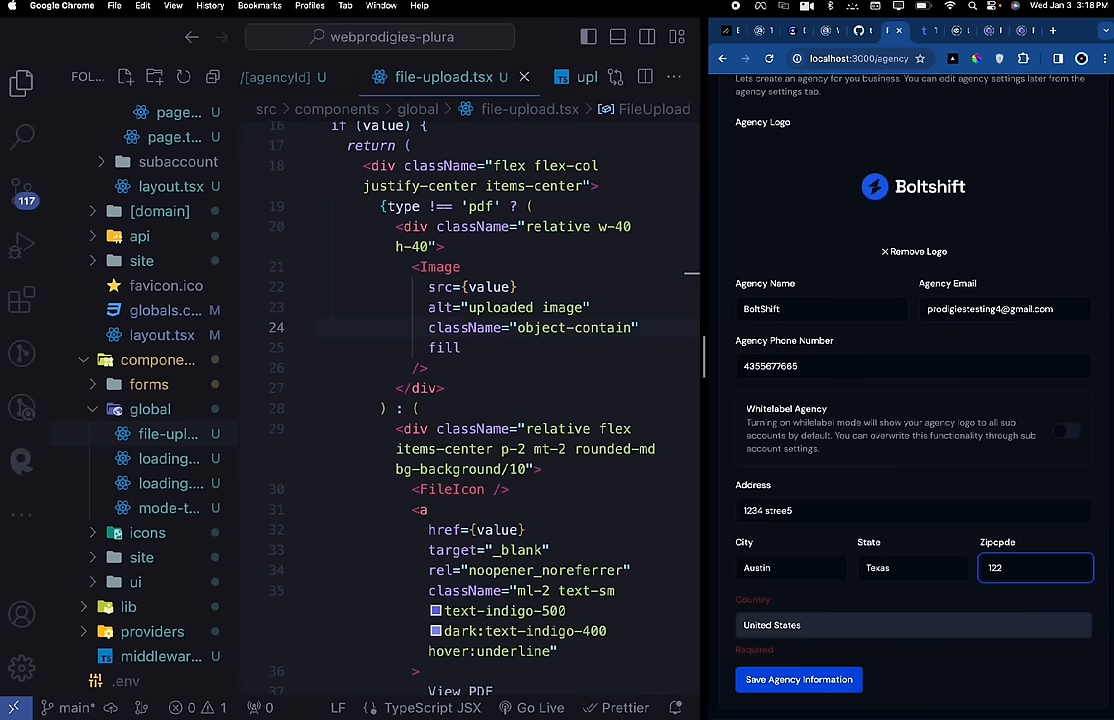 Google Chrome File Edit View History Bookmarks Profiles Tab Window Help
Wed Jan 3 3:18 PM
webprodigies-plura
FOL...
/[agencyId] U
file-upload.tsx U
upl
src > components > global > file-upload.tsx > FileUpload
page... U
page.t... U
subaccount
layout.tsx U
[domain]
api
site
favicon.ico
globals.c... M
layout.tsx M
compone...
forms
global
file-upl... U
loading... U
loading.... U
mode-t... U
icons
site
ui
lib
providers
middlewar... U
.env
117
16 if (value) {
17 return (
18 <div className="flex flex-col
justify-center items-center">
19 {type !== 'pdf' ? (
20 <div className="relative w-40
h-40">
21 <Image
22 src={value}
23 alt="uploaded image"
24 className="object-contain"
25 fill
26 />
27 </div>
28 ) : (
29 <div className="relative flex
items-center p-2 mt-2 rounded-md
bg-background/10">
30 <FileIcon />
31 <a
32 href={value}
33 target="_blank"
34 rel="noopener_noreferrer"
35 className="ml-2 text-sm
text-indigo-500
dark:text-indigo-400
hover:underline"
36 >
37 View PDF
main* 0 1 0 LF TypeScript JSX Go Live Prettier
localhost:3000/agency
Lets create an agency for you business. You can edit agency settings later from the
agency settings tab.
Agency Logo
Boltshift
Remove Logo
Agency Name Agency Email
BoltShift prodigiestesting4@gmail.com
Agency Phone Number
4355677665
Whitelabel Agency
Turning on whilelabel mode will show your agency logo to all sub
accounts by default. You can overwrite this functionality through sub
account settings.
Address
1234 stree5
City State Zipcpde
Austin Texas 122
Country
United States
Required
Save Agency Information